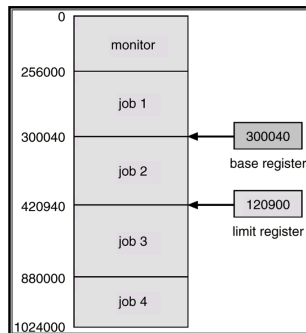 0
monitor
256000
job 1
300040
300040
base register
job 2
420940
120900
limit register
job 3
880000
job 4
1024000